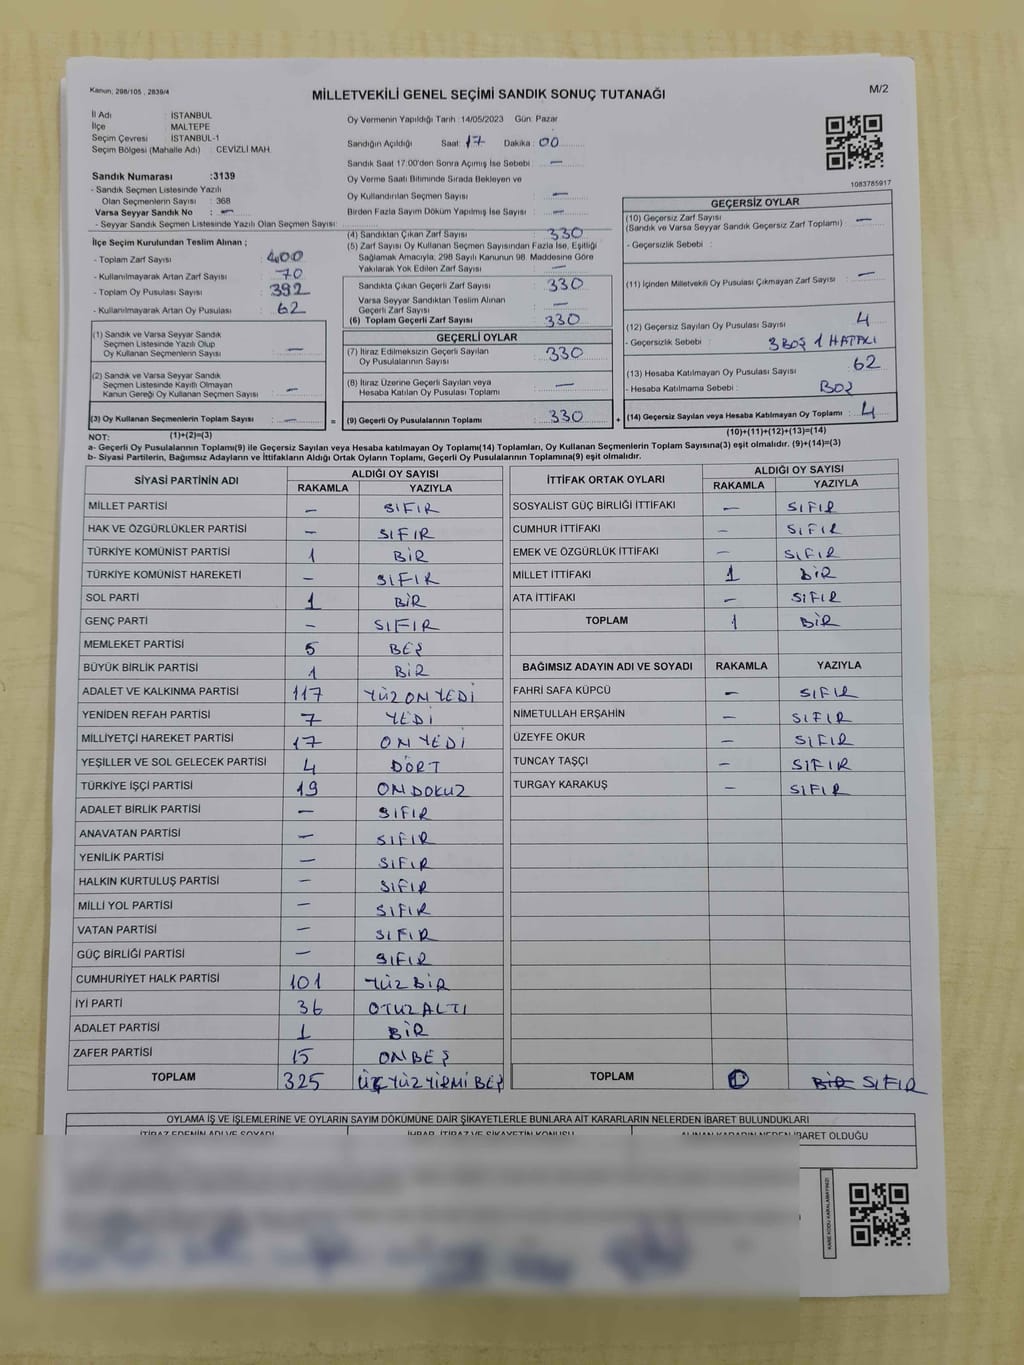 Kanun: 298/105 , 2839/4
MİLLETVEKİLİ GENEL SEÇİMİ SANDIK SONUÇ TUTANAĞI
M/2
İl Adı : İSTANBUL
İlçe : MALTEPE
Seçim Çevresi : İSTANBUL-1
Seçim Bölgesi (Mahalle Adı) : CEVİZLİ MAH.
Oy Vermenin Yapıldığı Tarih :14/05/2023 Gün: Pazar
Sandığın Açıldığı Saat: 17 Dakika: 00
Sandık Saat 17:00'den Sonra Açımış İse Sebebi : -
Oy Verme Saati Bitiminde Sırada Bekleyen ve
Oy Kullandırılan Seçmen Sayısı : -
Birden Fazla Sayım Döküm Yapılmış İse Sayısı : -
1083785917
Sandık Numarası :3139
- Sandık Seçmen Listesinde Yazılı
Olan Seçmenlerin Sayısı : 368
Varsa Seyyar Sandık No : -
- Seyyar Sandık Seçmen Listesinde Yazılı Olan Seçmen Sayısı:
İlçe Seçim Kurulundan Teslim Alınan ;
- Toplam Zarf Sayısı : 400
- Kullanılmayarak Artan Zarf Sayısı : 70
- Toplam Oy Pusulası Sayısı : 392
- Kullanılmayarak Artan Oy Pusulası : 62
(4) Sandıktan Çıkan Zarf Sayısı : 330
(5) Zarf Sayısı Oy Kullanan Seçmen Sayısından Fazla İse, Eşitliği
Sağlamak Amacıyla, 298 Sayılı Kanunun 98. Maddesine Göre
Yakılarak Yok Edilen Zarf Sayısı : -
Sandıkta Çıkan Geçerli Zarf Sayısı : 330
Varsa Seyyar Sandıktan Teslim Alınan
Geçerli Zarf Sayısı : -
(6) Toplam Geçerli Zarf Sayısı : 330
GEÇERSİZ OYLAR
(10) Geçersiz Zarf Sayısı
(Sandık ve Varsa Seyyar Sandık Geçersiz Zarf Toplamı) : -
- Geçersizlik Sebebi :
(11) İçinden Milletvekili Oy Pusulası Çıkmayan Zarf Sayısı : -
(12) Geçersiz Sayılan Oy Pusulası Sayısı : 4
- Geçersizlik Sebebi : 3 BOŞ 1 HATALI
(13) Hesaba Katılmayan Oy Pusulası Sayısı : 62
- Hesaba Katılmama Sebebi : BOŞ
(14) Geçersiz Sayılan veya Hesaba Katılmayan Oy Toplamı : 4
(10)+(11)+(12)+(13)=(14)
(1) Sandık ve Varsa Seyyar Sandık
Seçmen Listesinde Yazılı Olup
Oy Kullanan Seçmenlerin Sayısı : -
(2) Sandık ve Varsa Seyyar Sandık
Seçmen Listesinde Kayıtlı Olmayan
Kanun Gereği Oy Kullanan Seçmen Sayısı : -
(3) Oy Kullanan Seçmenlerin Toplam Sayısı : - =
(1)+(2)=(3)
GEÇERLİ OYLAR
(7) İtiraz Edilmeksizin Geçerli Sayılan
Oy Pusulalarının Sayısı : 330
(8) İtiraz Üzerine Geçerli Sayılan veya
Hesaba Katılan Oy Pusulası Toplamı : -
(9) Geçerli Oy Pusulalarının Toplamı : 330 +
NOT:
a- Geçerli Oy Pusulalarının Toplamı(9) ile Geçersiz Sayılan veya Hesaba katılmayan Oy Toplamı(14) Toplamları, Oy Kullanan Seçmenlerin Toplam Sayısına(3) eşit olmalıdır. (9)+(14)=(3)
b- Siyasi Partilerin, Bağımsız Adayların ve İttifakların Aldığı Ortak Oyların Toplamı, Geçerli Oy Pusulalarının Toplamına(9) eşit olmalıdır.
SİYASİ PARTİNİN ADI ALDIĞI OY SAYISI
RAKAMLA YAZIYLA
MİLLET PARTİSİ - SIFIR
HAK VE ÖZGÜRLÜKLER PARTİSİ - SIFIR
TÜRKİYE KOMÜNİST PARTİSİ 1 BİR
TÜRKİYE KOMÜNİST HAREKETİ - SIFIR
SOL PARTİ 1 BİR
GENÇ PARTİ - SIFIR
MEMLEKET PARTİSİ 5 BEŞ
BÜYÜK BİRLİK PARTİSİ 1 BİR
ADALET VE KALKINMA PARTİSİ 117 YÜZ ON YEDİ
YENİDEN REFAH PARTİSİ 7 YEDİ
MİLLİYETÇİ HAREKET PARTİSİ 17 ON YEDİ
YEŞİLLER VE SOL GELECEK PARTİSİ 4 DÖRT
TÜRKİYE İŞÇİ PARTİSİ 19 ON DOKUZ
ADALET BİRLİK PARTİSİ - SIFIR
ANAVATAN PARTİSİ - SIFIR
YENİLİK PARTİSİ - SIFIR
HALKIN KURTULUŞ PARTİSİ - SIFIR
MİLLİ YOL PARTİSİ - SIFIR
VATAN PARTİSİ - SIFIR
GÜÇ BİRLİĞİ PARTİSİ - SIFIR
CUMHURİYET HALK PARTİSİ 101 YÜZ BİR
İYİ PARTİ 36 OTUZ ALTI
ADALET PARTİSİ 1 BİR
ZAFER PARTİSİ 15 ON BEŞ
TOPLAM 325 ÜÇ YÜZ YİRMİ BEŞ
İTTİFAK ORTAK OYLARI ALDIĞI OY SAYISI
RAKAMLA YAZIYLA
SOSYALİST GÜÇ BİRLİĞİ İTTİFAKI - SIFIR
CUMHUR İTTİFAKI - SIFIR
EMEK VE ÖZGÜRLÜK İTTİFAKI - SIFIR
MİLLET İTTİFAKI 1 BİR
ATA İTTİFAKI - SIFIR
TOPLAM 1 BİR
BAĞIMSIZ ADAYIN ADI VE SOYADI RAKAMLA YAZIYLA
FAHRİ SAFA KÜPCÜ - SIFIR
NİMETULLAH ERŞAHİN - SIFIR
ÜZEYFE OKUR - SIFIR
TUNCAY TAŞÇI - SIFIR
TURGAY KARAKUŞ - SIFIR
TOPLAM 0 BİR SIFIR
OYLAMA İŞ VE İŞLEMLERİNE VE OYLARIN SAYIM DÖKÜMÜNE DAİR ŞİKAYETLERLE BUNLARA AİT KARARLARIN NELERDEN İBARET BULUNDUKLARI
İTİRAZ EDENİN ADI VE SOYADI İHBAR, İTİRAZ VE ŞİKAYETİN KONUSU ALINAN KARARIN NEDEN İBARET OLDUĞU
KARE KODU KARALAMAYINIZ!